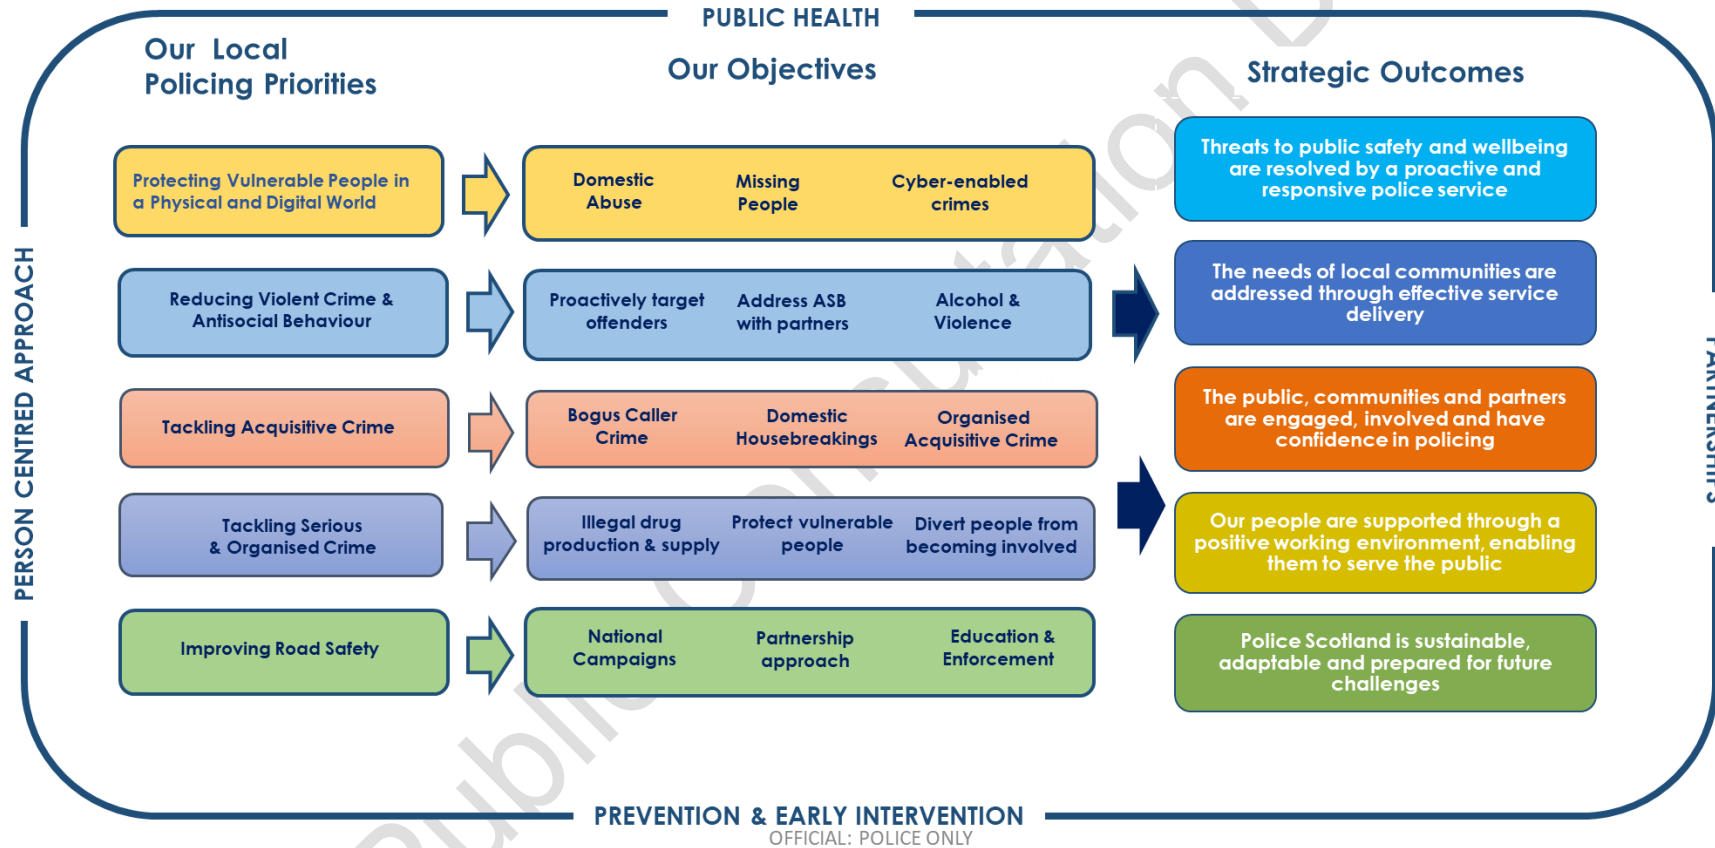 PUBLIC HEALTH
Our Local
Policing Priorities
Our Objectives
Strategic Outcomes
PERSON CENTRED APPROACH
Protecting Vulnerable People in
a Physical and Digital World
Domestic
Abuse
Missing
People
Cyber-enabled
crimes
Reducing Violent Crime &
Antisocial Behaviour
Proactively target
offenders
Address ASB
with partners
Alcohol &
Violence
Tackling Acquisitive Crime
Bogus Caller
Crime
Domestic
Housebreakings
Organised
Acquisitive Crime
Tackling Serious
& Organised Crime
Illegal drug
production & supply
Protect vulnerable
people
Divert people from
becoming involved
Improving Road Safety
National
Campaigns
Partnership
approach
Education &
Enforcement
Threats to public safety and wellbeing
are resolved by a proactive and
responsive police service
The needs of local communities are
addressed through effective service
delivery
The public, communities and partners
are engaged, involved and have
confidence in policing
Our people are supported through a
positive working environment, enabling
them to serve the public
Police Scotland is sustainable,
adaptable and prepared for future
challenges
PARTNERSHIPS
PREVENTION & EARLY INTERVENTION
OFFICIAL: POLICE ONLY
Public Consultation